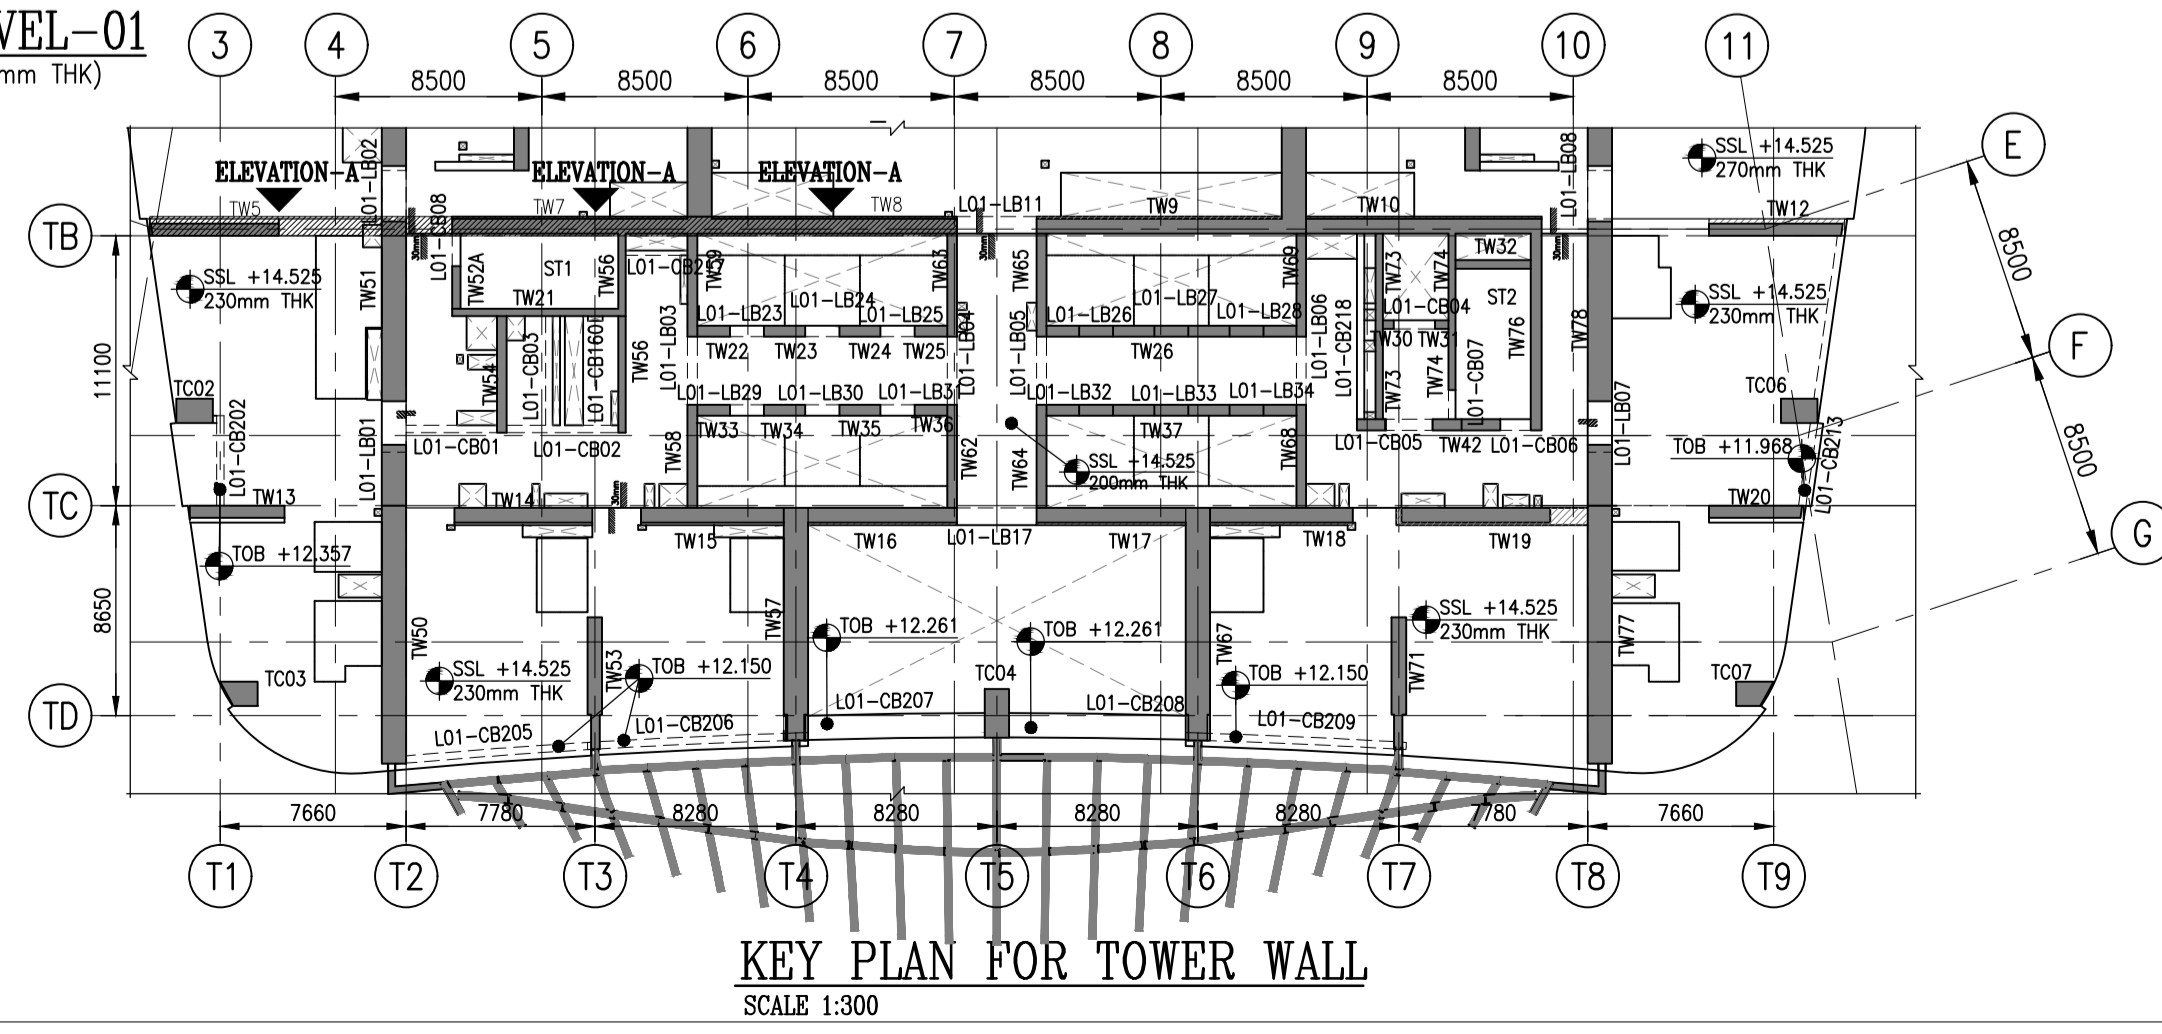 VEL-01
mm THK)
3
4
5
6
7
8
9
10
11
8500
8500
8500
8500
8500
8500
E
F
G
8500
8500
TB
TC
TD
11100
8650
ELEVATION-A
ELEVATION-A
ELEVATION-A
L01-LB02
L01-CB08
L01-LB08
SSL +14.525
270mm THK
TW5
TW7
TW8
L01-LB11
TW9
TW10
TW12
30mm
30mm
30mm
SSL +14.525
230mm THK
TW51
TW52A
ST1
TW56
L01-CB217
TW59
TW63
TW65
TW69
TW73
TW74
TW32
ST2
TW78
SSL +14.525
230mm THK
TW21
L01-LB23
L01-LB24
L01-LB25
L01-LB04
L01-LB05
L01-LB26
L01-LB27
L01-LB28
L01-LB06
L01-CB218
L01-CB04
TW30
TW31
TW76
TW54
L01-CB03
L01-CB160
TW56
L01-LB03
TW22
TW23
TW24
TW25
TW26
TW73
TW74
L01-CB07
TC02
L01-CB202
L01-LB01
L01-LB29
L01-LB30
L01-LB31
L01-LB32
L01-LB33
L01-LB34
L01-LB07
TC06
L01-CB01
L01-CB02
TW58
TW33
TW34
TW35
TW36
TW62
TW64
TW37
TW68
L01-CB05
TW42
L01-CB06
TOB +11.968
L01-CB213
SSL +14.525
200mm THK
TW13
TW14
30mm
TW20
TW15
TW16
L01-LB17
TW17
TW18
TW19
TOB +12.357
TW50
TW53
TW57
TW67
TW71
TW77
TOB +12.261
TOB +12.261
SSL +14.525
230mm THK
TC03
SSL +14.525
230mm THK
TOB +12.150
TC04
TOB +12.150
TC07
L01-CB205
L01-CB206
L01-CB207
L01-CB208
L01-CB209
7660
7780
8280
8280
8280
8280
7780
7660
T1
T2
T3
T4
T5
T6
T7
T8
T9
KEY PLAN FOR TOWER WALL
SCALE 1:300